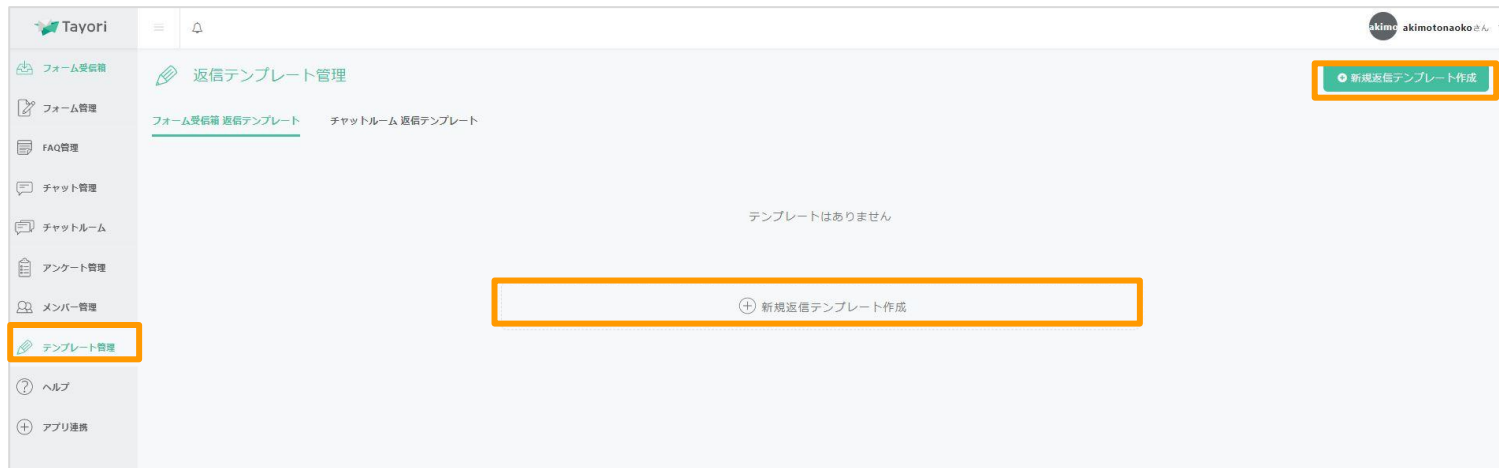 Tayori
akimo akimotonaokoさん
フォーム受信箱
返信テンプレート管理
新規返信テンプレート作成
フォーム管理
フォーム受信箱 返信テンプレート チャットルーム 返信テンプレート
FAQ管理
チャット管理
テンプレートはありません
チャットルーム
アンケート管理
メンバー管理
新規返信テンプレート作成
テンプレート管理
ヘルプ
アプリ連携